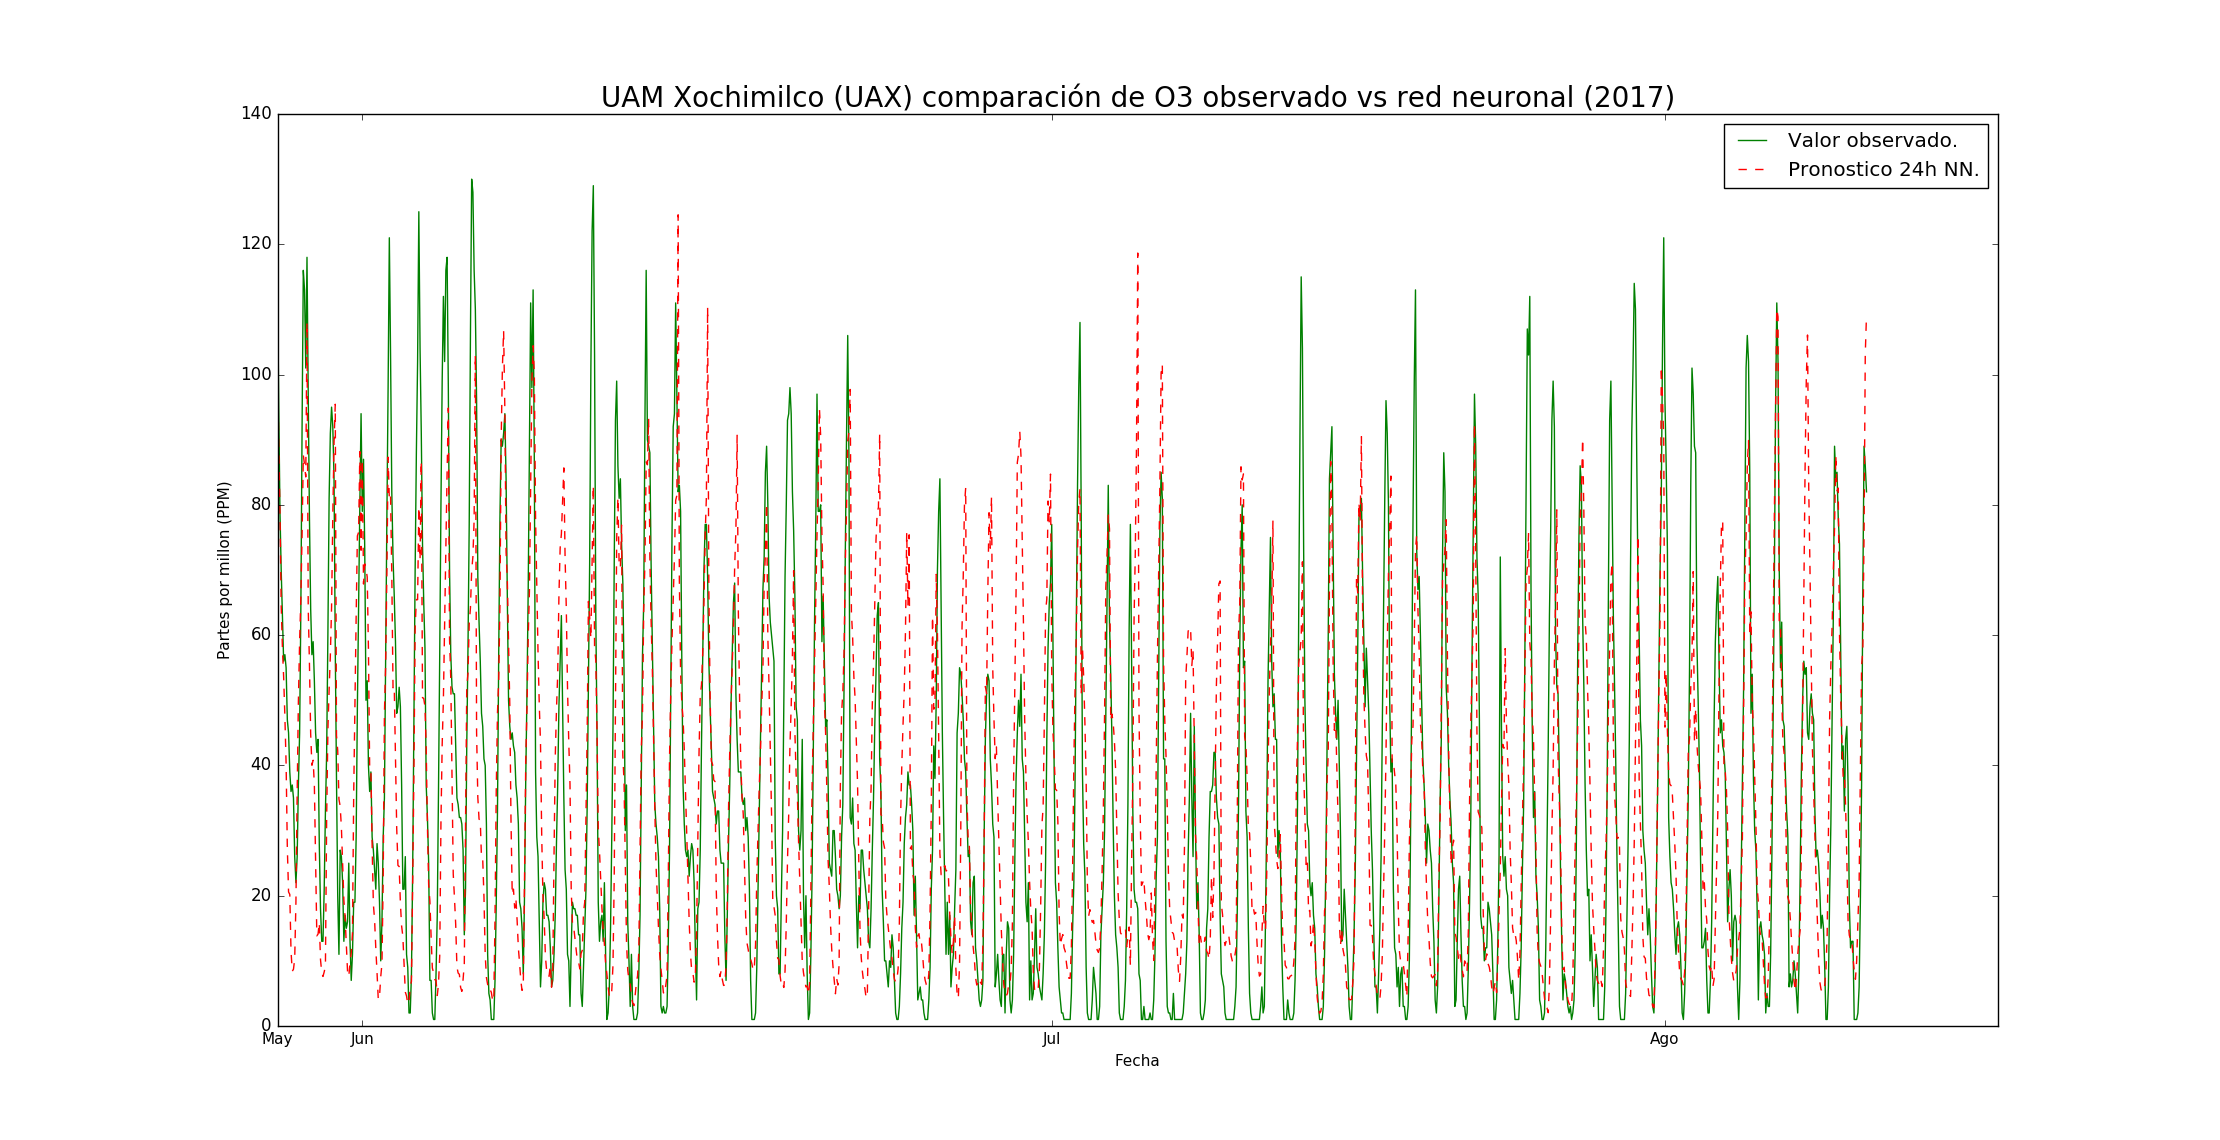 UAM Xochimilco (UAX) comparación de O3 observado vs red neuronal (2017)
140
120
100
80
60
40
20
0
Partes por millon (PPM)
Valor observado.
Pronostico 24h NN.
May
Jun
Jul
Ago
Fecha